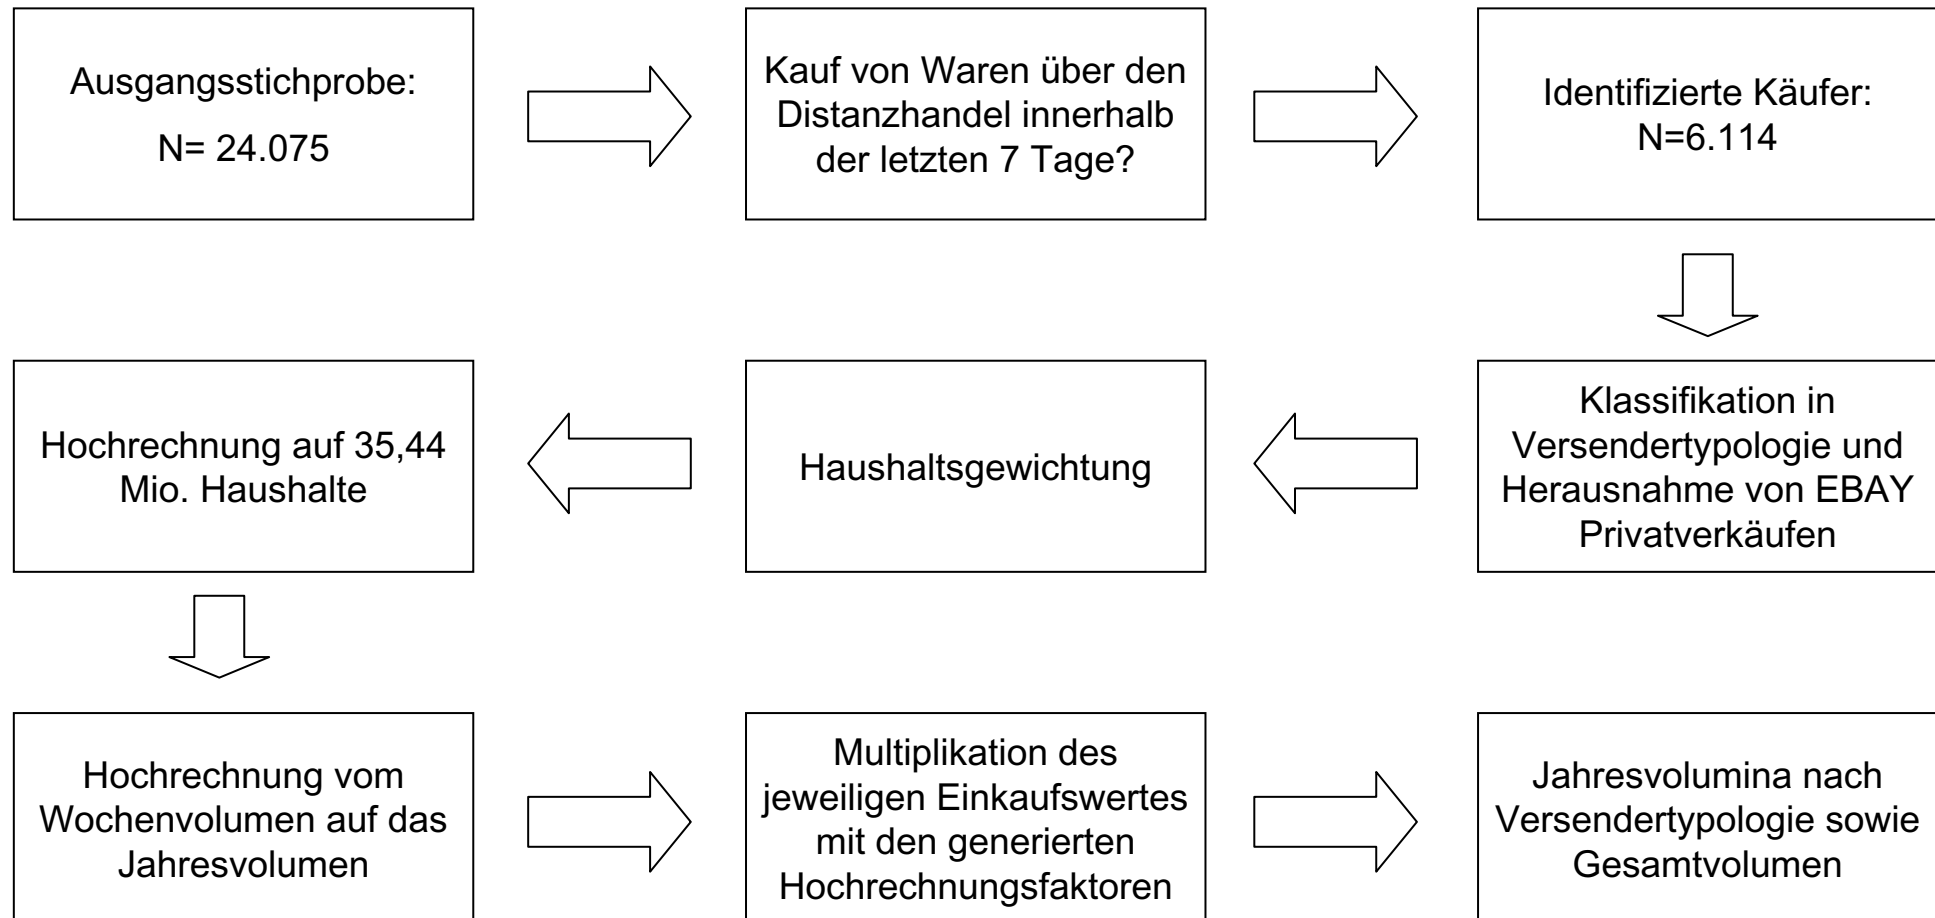 Ausgangsstichprobe:
N= 24.075
Kauf von Waren über den
Distanzhandel innerhalb
der letzten 7 Tage?
Identifizierte Käufer:
N=6.114
Klassifikation in
Versendertypologie und
Herausnahme von EBAY
Privatverkäufen
Haushaltsgewichtung
Hochrechnung auf 35,44
Mio. Haushalte
Hochrechnung vom
Wochenvolumen auf das
Jahresvolumen
Multiplikation des
jeweiligen Einkaufswertes
mit den generierten
Hochrechnungsfaktoren
Jahresvolumina nach
Versendertypologie sowie
Gesamtvolumen